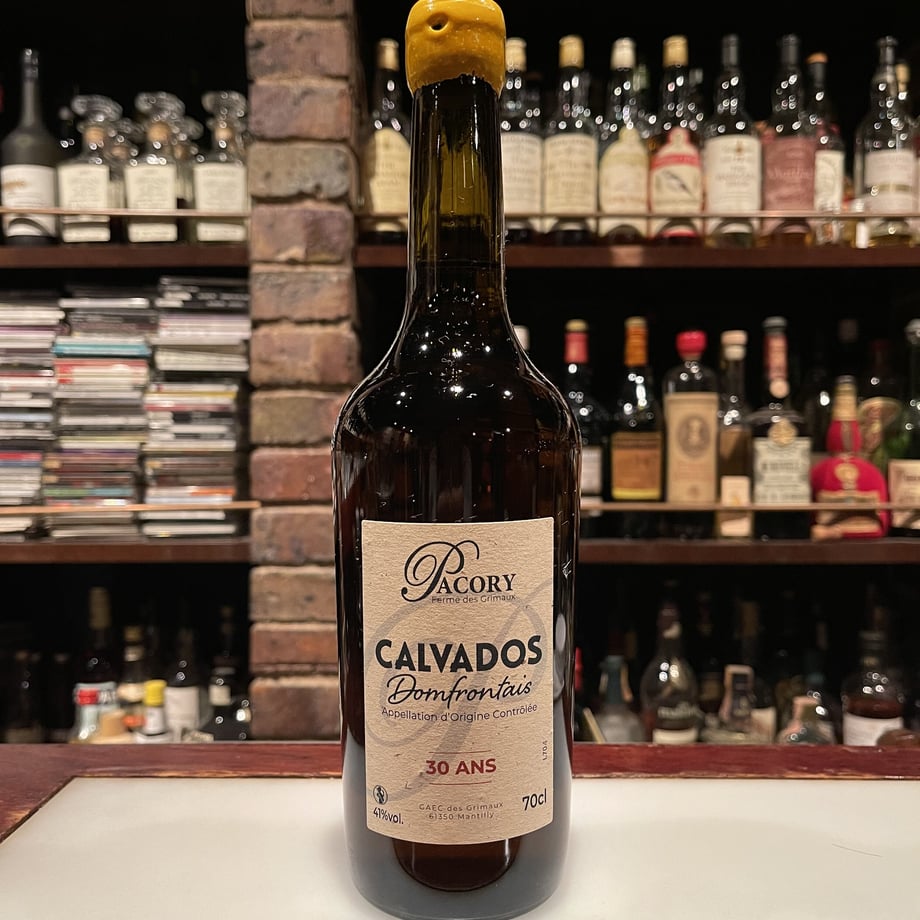 PACORY
Ferme des Grimaux
CALVADOS
Domfrontais
Appellation d'Origine Contrôlée
L704
30 ANS
41%vol.
GAEC des Grimaux
61350 Mantilly
70cl